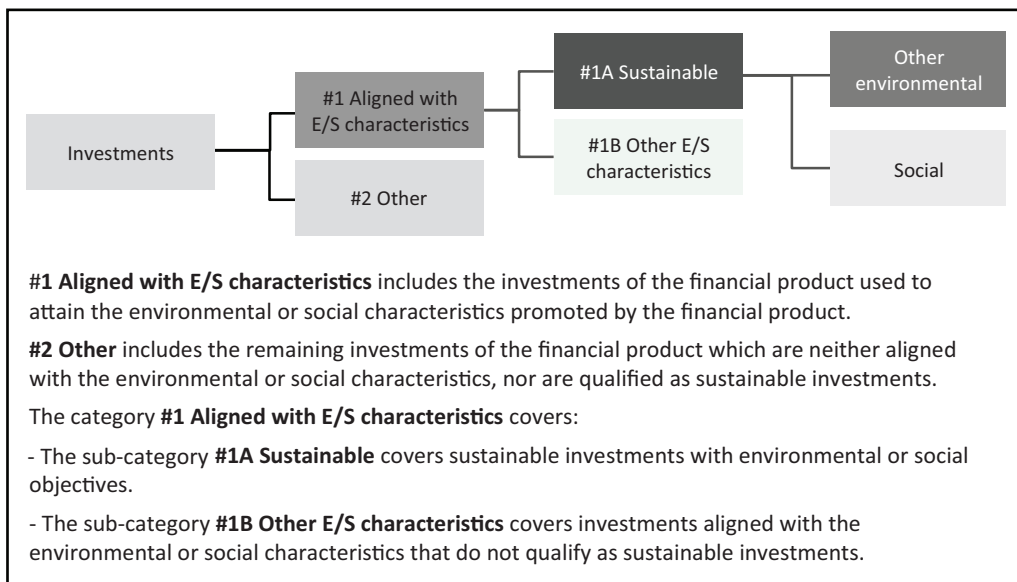 Investments
#1 Aligned with
E/S characteristics
#2 Other
#1A Sustainable
#1B Other E/S
characteristics
Other
environmental
Social
#1 Aligned with E/S characteristics includes the investments of the financial product used to
attain the environmental or social characteristics promoted by the financial product.
#2 Other includes the remaining investments of the financial product which are neither aligned
with the environmental or social characteristics, nor are qualified as sustainable investments.
The category #1 Aligned with E/S characteristics covers:
- The sub-category #1A Sustainable covers sustainable investments with environmental or social
objectives.
- The sub-category #1B Other E/S characteristics covers investments aligned with the
environmental or social characteristics that do not qualify as sustainable investments.